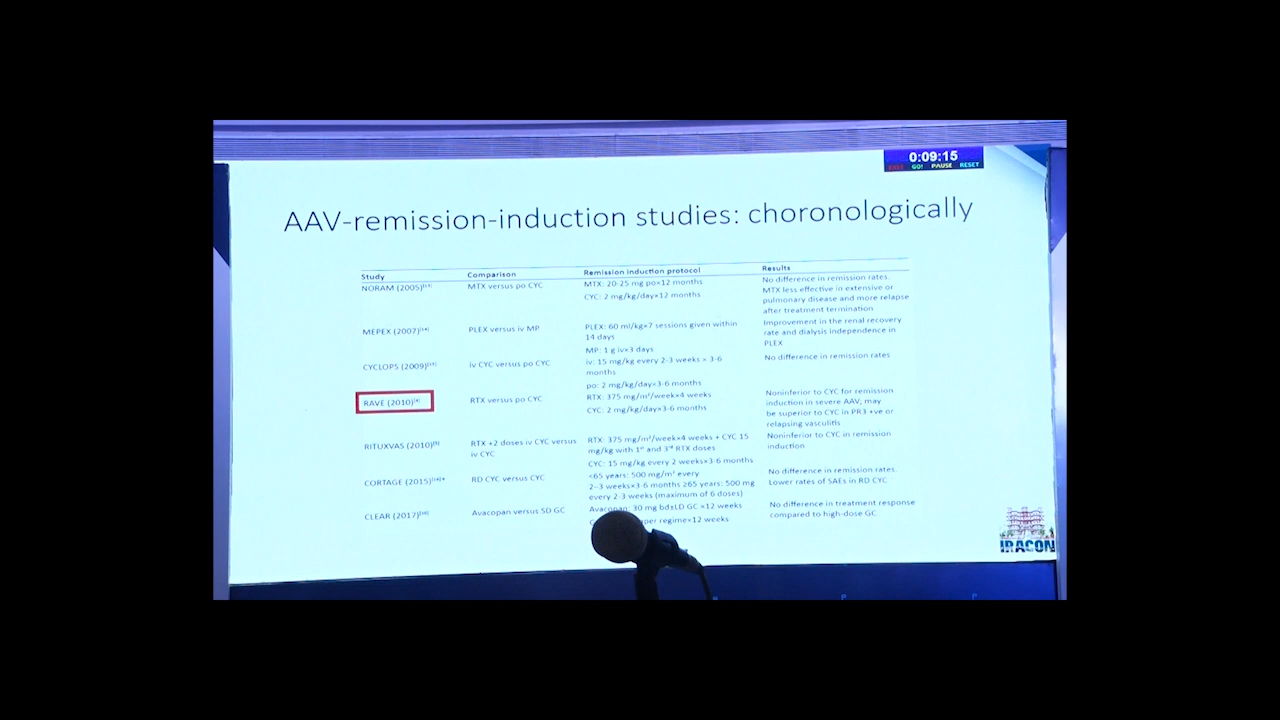 0:09:15
GO! PAUSE RESET
AAV-remission-induction studies: choronologically
Study Comparison Remission induction protocol Results
NORAM (2005) MTX versus po CYC MTX: 20-25 mg po×12 months No difference in remission rates.
CYC: 2 mg/kg/day×12 months MTX less effective in extensive or
pulmonary disease and more relapse
after treatment termination
MEPEX (2007) PLEX versus iv MP PLEX: 60 ml/kg×7 sessions given within Improvement in the renal recovery
14 days rate and dialysis independence in
MP: 1 g iv×3 days PLEX
CYCLOPS (2009) iv CYC versus po CYC iv: 15 mg/kg every 2-3 weeks × 3-6 No difference in remission rates
months
po: 2 mg/kg/day×3-6 months
RAVE (2010) RTX versus po CYC RTX: 375 mg/m²/week×4 weeks Noninferior to CYC for remission
CYC: 2 mg/kg/day×3-6 months induction in severe AAV, may
be superior to CYC in PR3 +ve or
relapsing vasculitis
RITUXVAS (2010) RTX +2 doses iv CYC versus RTX: 375 mg/m²/week×4 weeks + CYC 15 Noninferior to CYC in remission
iv CYC mg/kg with 1st and 3rd RTX doses induction
CYC: 15 mg/kg every 2 weeks×3-6 months
CORTAGE (2015) RD CYC versus CYC <65 years: 500 mg/m² every No difference in remission rates.
2-3 weeks×3-6 months ≥65 years: 500 mg Lower rates of SAEs in RD CYC
every 2-3 weeks (maximum of 6 doses)
CLEAR (2017) Avacopan versus SD GC Avacopan: 30 mg bd±LD GC ×12 weeks No difference in treatment response
regime×12 weeks compared to high-dose GC
IRACON